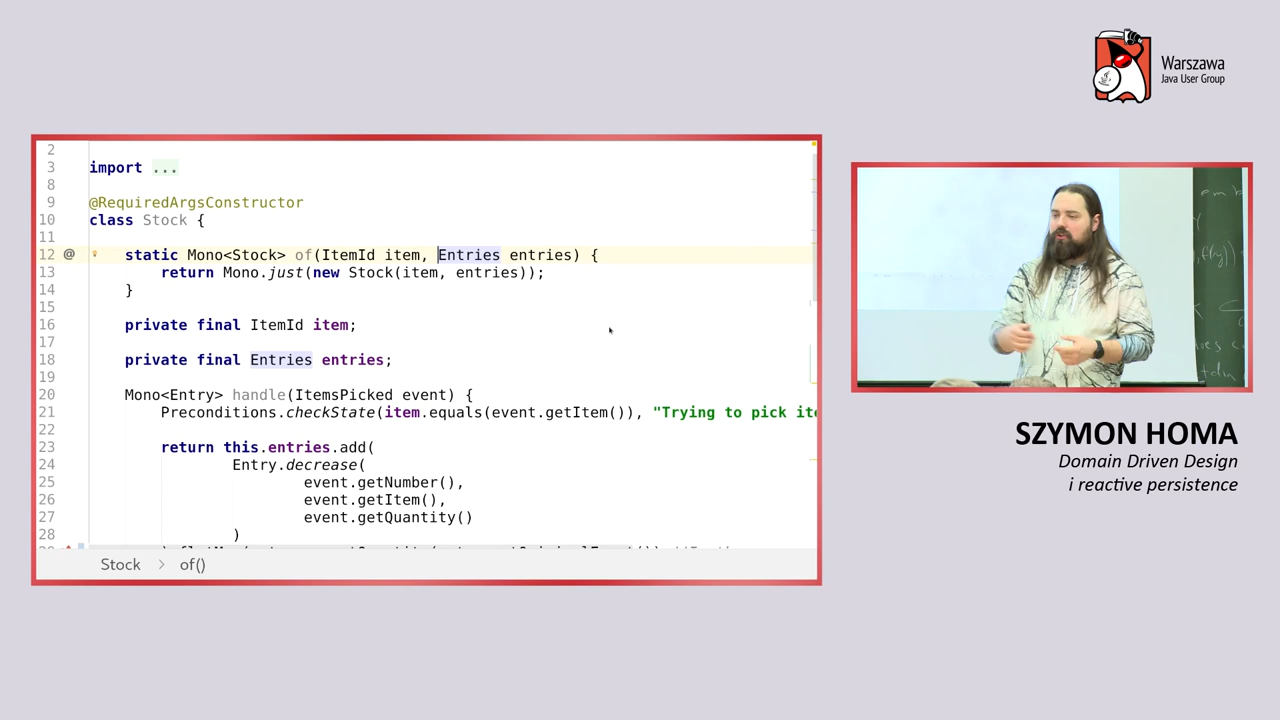 Warszawa
Java User Group
2
3 import ...
8
9 @RequiredArgsConstructor
10 class Stock {
11
12 @ static Mono<Stock> of(ItemId item, Entries entries) {
13 return Mono.just(new Stock(item, entries));
14 }
15
16 private final ItemId item;
17
18 private final Entries entries;
19
20 Mono<Entry> handle(ItemsPicked event) {
21 Preconditions.checkState(item.equals(event.getItem()), "Trying to pick ite
22
23 return this.entries.add(
24 Entry.decrease(
25 event.getNumber(),
26 event.getItem(),
27 event.getQuantity()
28 )
Stock > of()
SZYMON HOMA
Domain Driven Design
i reactive persistence